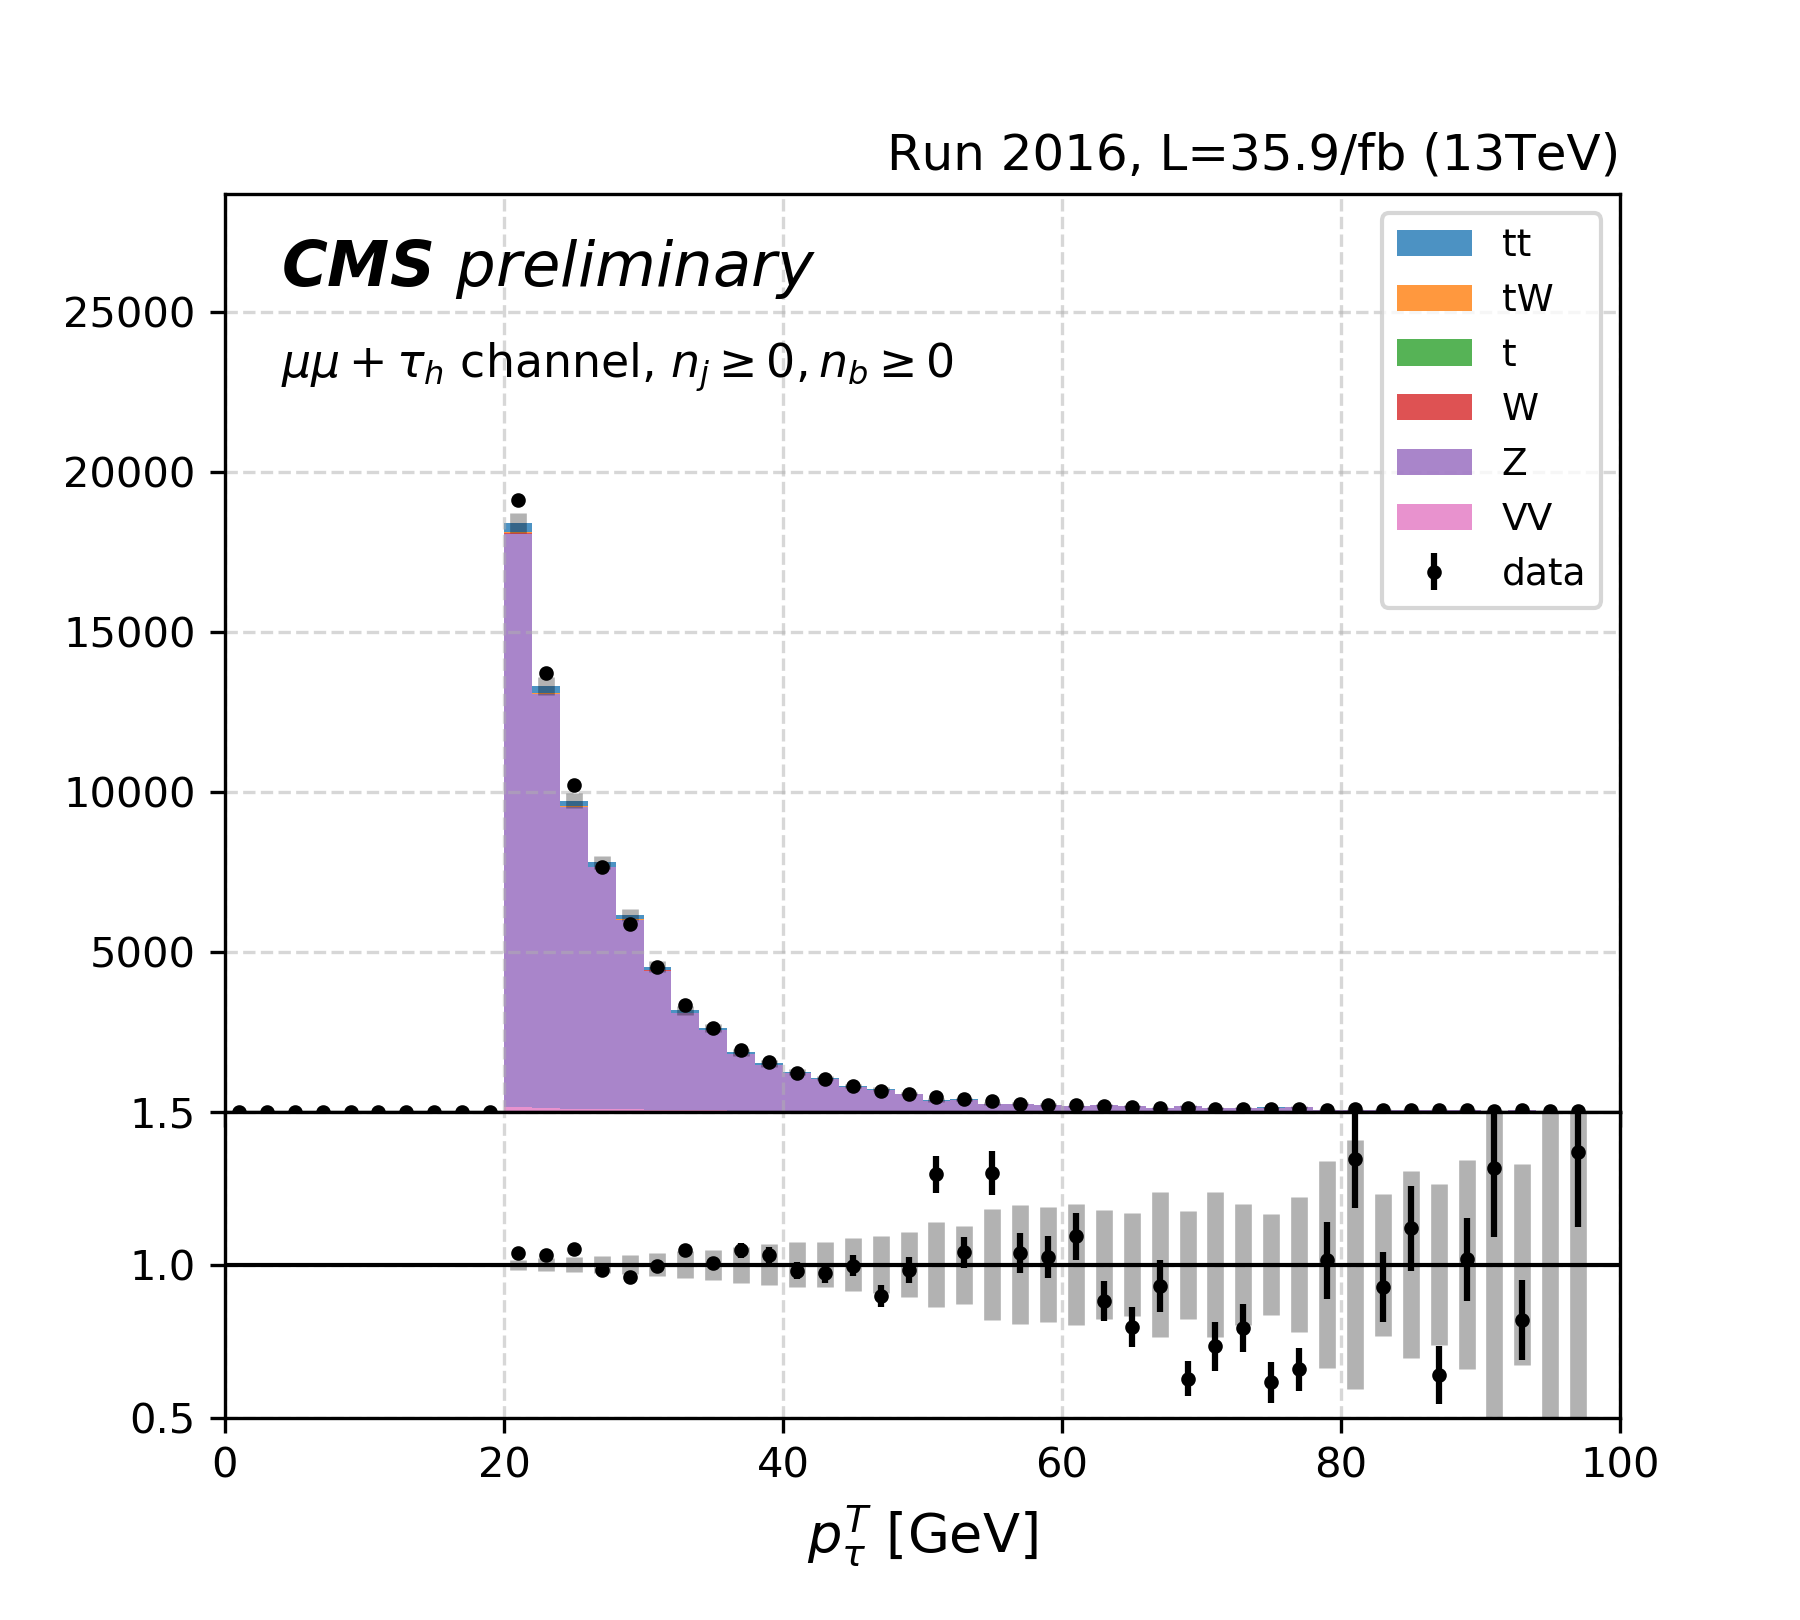 Run 2016, L=35.9/fb (13TeV)
CMS preliminary
μμ + τ_h channel, n_j ≥ 0, n_b ≥ 0
tt
tW
t
W
Z
VV
data
25000
20000
15000
10000
5000
1.5
1.0
0.5
0 20 40 60 80 100
p_τ^T [GeV]